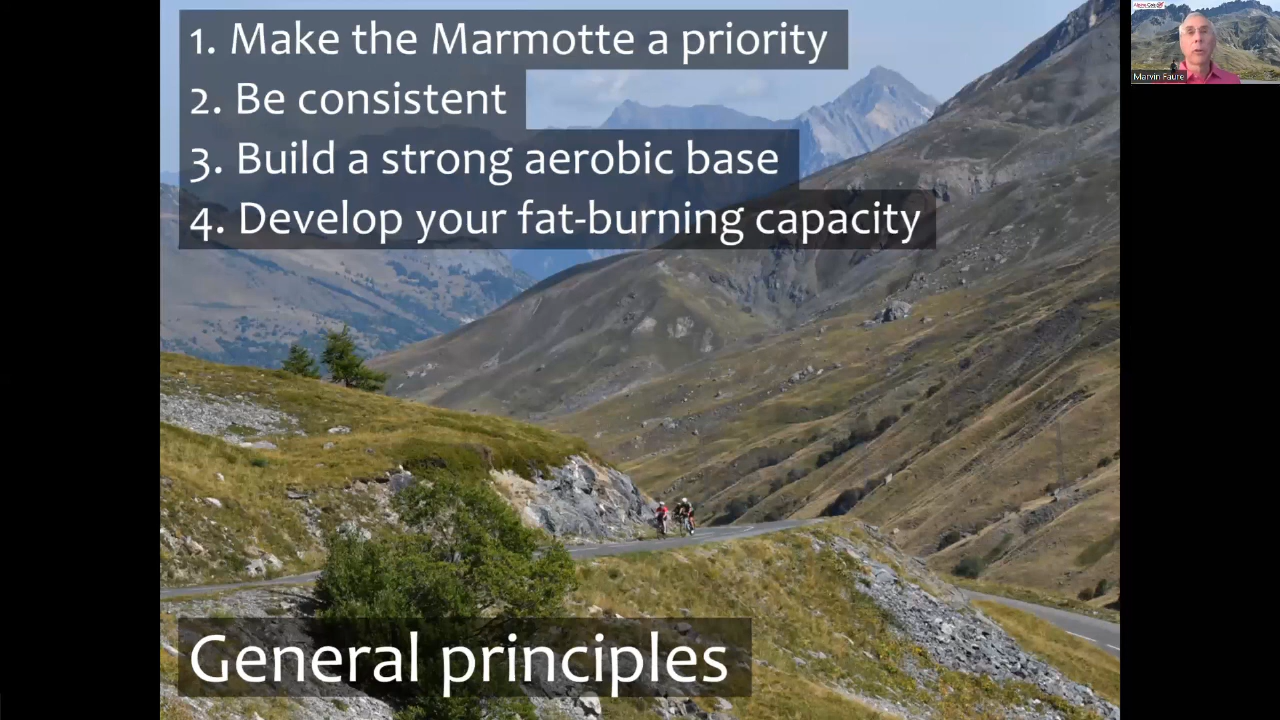 1. Make the Marmotte a priority
2. Be consistent
3. Build a strong aerobic base
4. Develop your fat-burning capacity
General principles
Marvin Faure